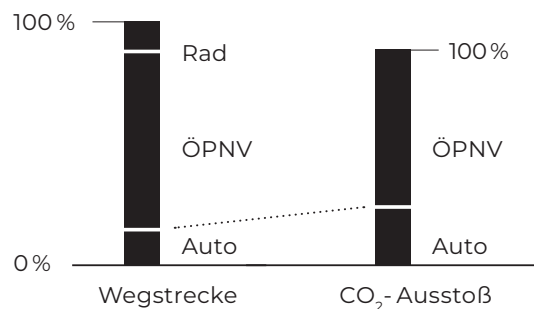 100 %
Rad
100 %
ÖPNV
ÖPNV
Auto
Auto
0 %
Wegstrecke
CO₂-Ausstoß